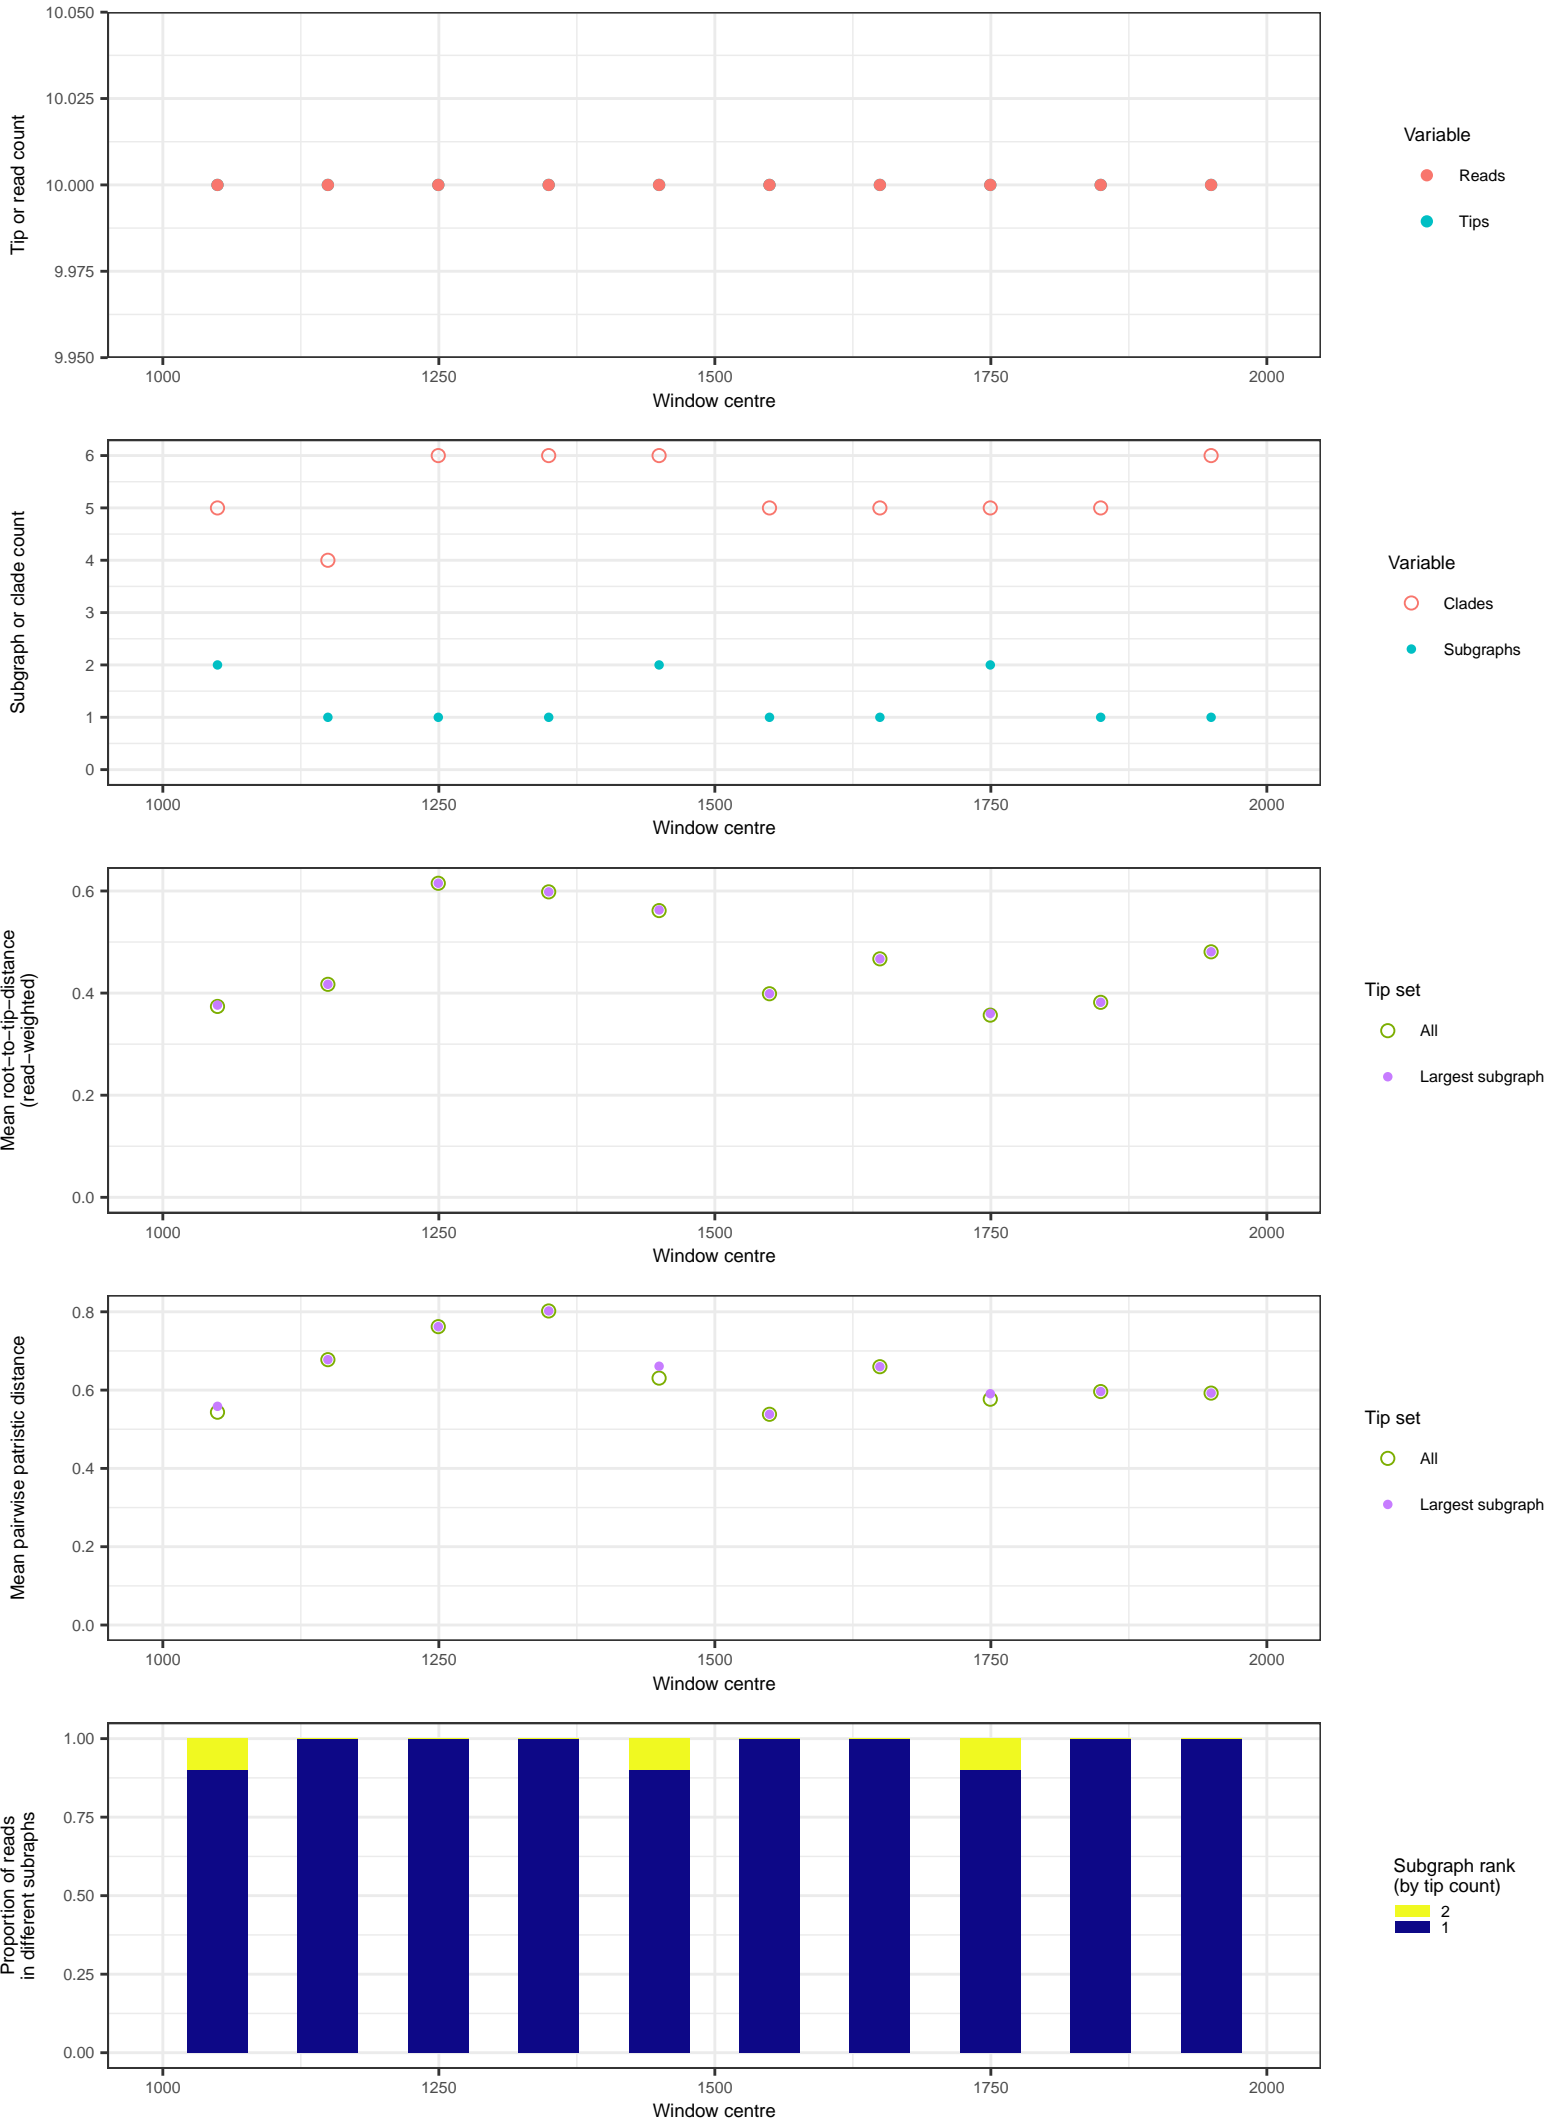 10.050
10.025
10.000
9.975
9.950
Tip or read count
1000 1250 1500 1750 2000
Window centre
Variable
Reads
Tips
6
5
4
3
2
1
0
Subgraph or clade count
1000 1250 1500 1750 2000
Window centre
Variable
Clades
Subgraphs
0.6
0.4
0.2
0.0
Mean root−to−tip−distance
(read−weighted)
1000 1250 1500 1750 2000
Window centre
Tip set
All
Largest subgraph
0.8
0.6
0.4
0.2
0.0
Mean pairwise patristic distance
1000 1250 1500 1750 2000
Window centre
Tip set
All
Largest subgraph
1.00
0.75
0.50
0.25
0.00
Proportion of reads
in different subraphs
1000 1250 1500 1750 2000
Window centre
Subgraph rank
(by tip count)
2
1